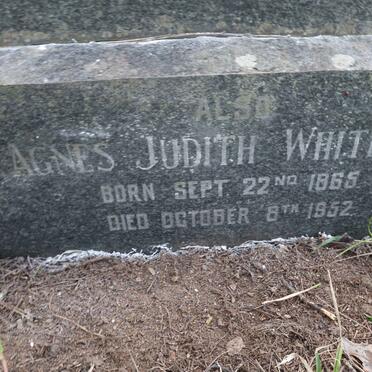 ALSO
AGNES JUDITH WHIT
BORN SEPT 22ND 1865
DIED OCTOBER 8TH 1952